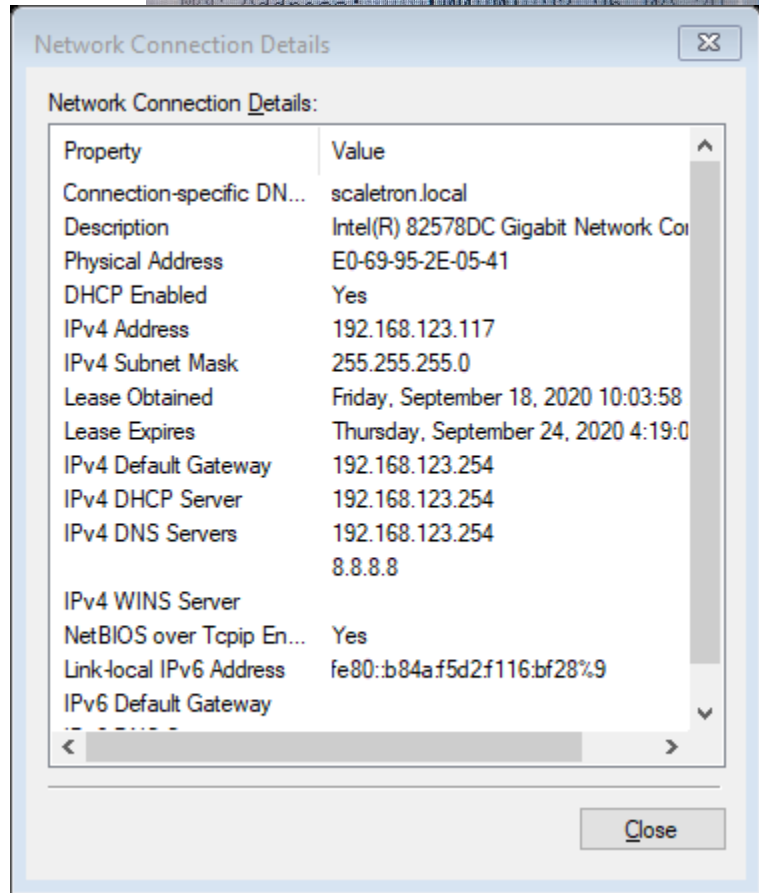 Network Connection Details
Network Connection Details:
Property Value
Connection-specific DN... scaletron.local
Description Intel(R) 82578DC Gigabit Network Cor
Physical Address E0-69-95-2E-05-41
DHCP Enabled Yes
IPv4 Address 192.168.123.117
IPv4 Subnet Mask 255.255.255.0
Lease Obtained Friday, September 18, 2020 10:03:58
Lease Expires Thursday, September 24, 2020 4:19:0
IPv4 Default Gateway 192.168.123.254
IPv4 DHCP Server 192.168.123.254
IPv4 DNS Servers 192.168.123.254
8.8.8.8
IPv4 WINS Server
NetBIOS over Tcpip En... Yes
Link-local IPv6 Address fe80::b84a:f5d2:f116:bf28%9
IPv6 Default Gateway
Close